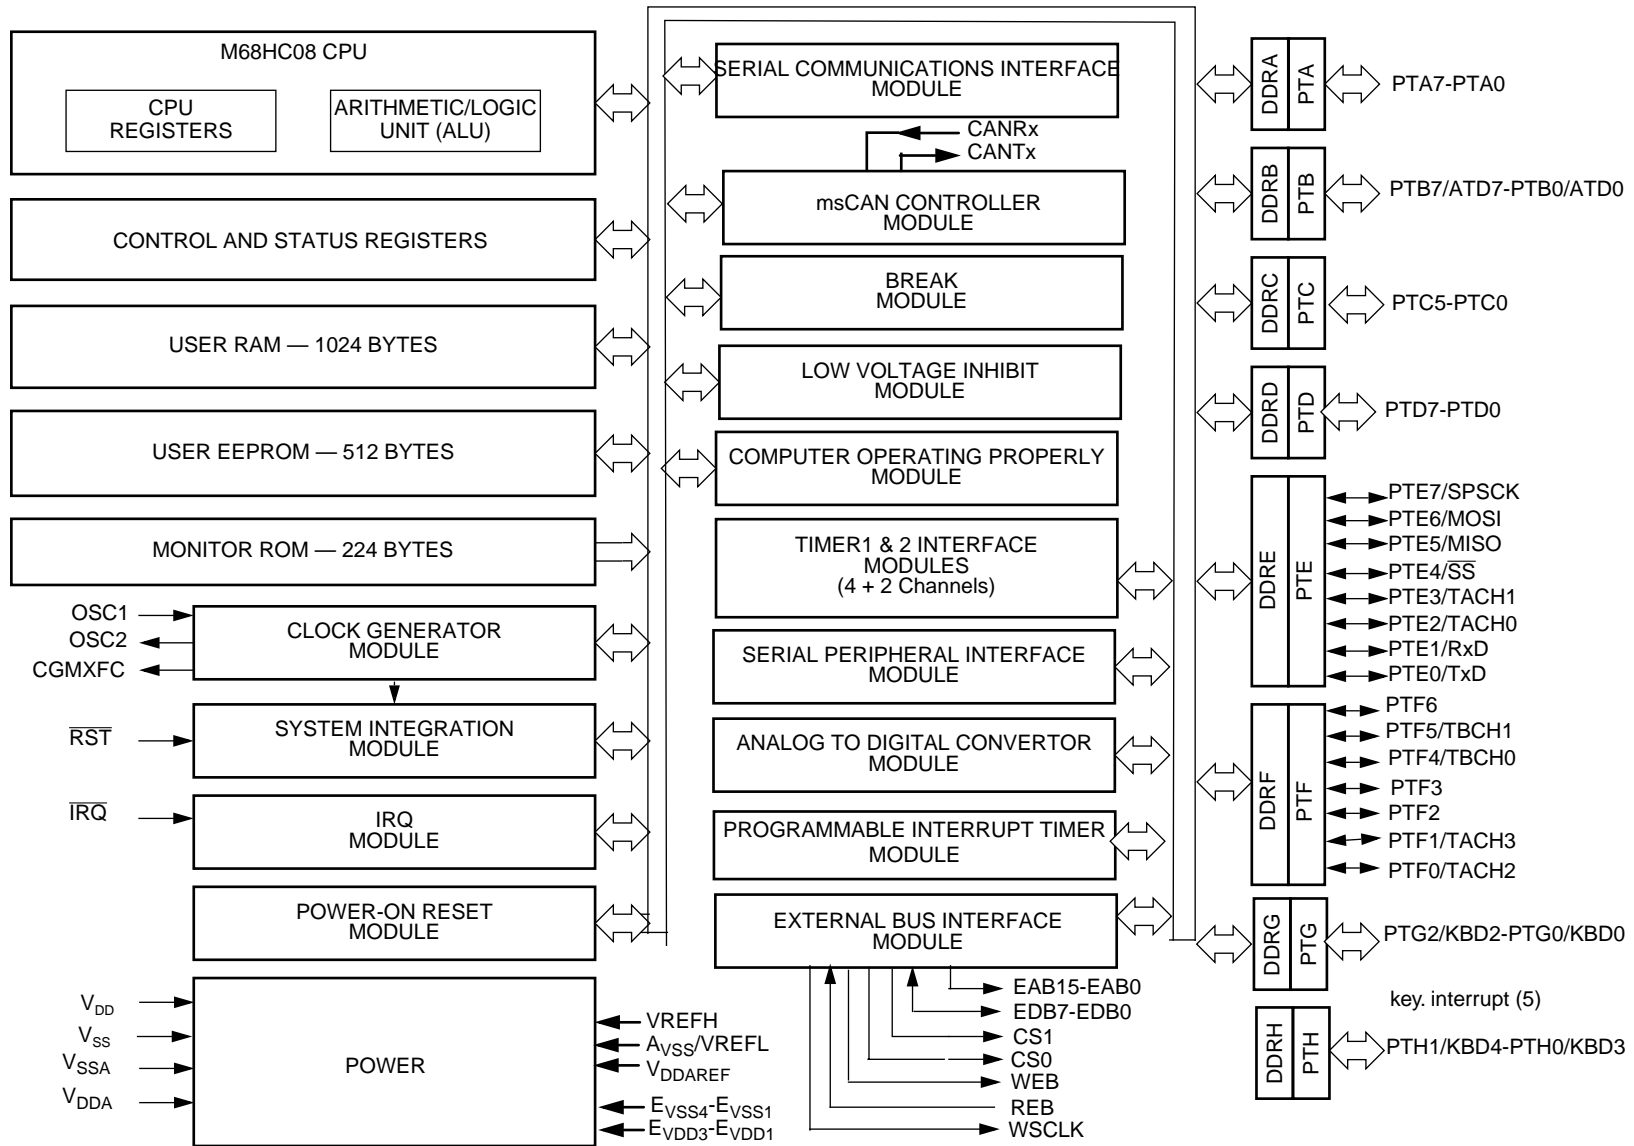 M68HC08 CPU
CPU
REGISTERS
ARITHMETIC/LOGIC
UNIT (ALU)
CONTROL AND STATUS REGISTERS
USER RAM — 1024 BYTES
USER EEPROM — 512 BYTES
MONITOR ROM — 224 BYTES
OSC1
OSC2
CGMXFC
CLOCK GENERATOR
MODULE
RST
SYSTEM INTEGRATION
MODULE
IRQ
IRQ
MODULE
POWER-ON RESET
MODULE
VDD
VSS
VSSA
VDDA
POWER
VREFH
AVSS/VREFL
VDDAREF
EVSS4-EVSS1
EVDD3-EVDD1
SERIAL COMMUNICATIONS INTERFACE
MODULE
CANRx
CANTx
msCAN CONTROLLER
MODULE
BREAK
MODULE
LOW VOLTAGE INHIBIT
MODULE
COMPUTER OPERATING PROPERLY
MODULE
TIMER1 & 2 INTERFACE
MODULES
(4 + 2 Channels)
SERIAL PERIPHERAL INTERFACE
MODULE
ANALOG TO DIGITAL CONVERTOR
MODULE
PROGRAMMABLE INTERRUPT TIMER
MODULE
EXTERNAL BUS INTERFACE
MODULE
EAB15-EAB0
EDB7-EDB0
CS1
CS0
WEB
REB
WSCLK
DDRA
PTA
PTA7-PTA0
DDRB
PTB
PTB7/ATD7-PTB0/ATD0
DDRC
PTC
PTC5-PTC0
DDRD
PTD
PTD7-PTD0
DDRE
PTE
PTE7/SPSCK
PTE6/MOSI
PTE5/MISO
PTE4/SS
PTE3/TACH1
PTE2/TACH0
PTE1/RxD
PTE0/TxD
DDRF
PTF
PTF6
PTF5/TBCH1
PTF4/TBCH0
PTF3
PTF2
PTF1/TACH3
PTF0/TACH2
DDRG
PTG
PTG2/KBD2-PTG0/KBD0
key. interrupt (5)
DDRH
PTH
PTH1/KBD4-PTH0/KBD3